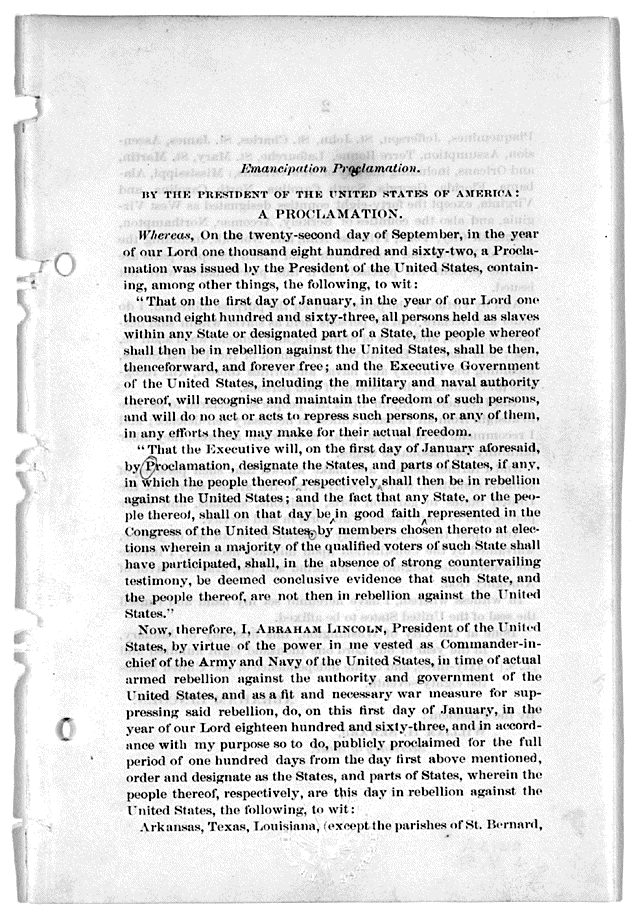 Emancipation Proclamation.
BY THE PRESIDENT OF THE UNITED STATES OF AMERICA:
A PROCLAMATION.
Whereas, On the twenty-second day of September, in the year
of our Lord one thousand eight hundred and sixty-two, a Procla-
mation was issued by the President of the United States, contain-
ing, among other things, the following, to wit:
"That on the first day of January, in the year of our Lord one
thousand eight hundred and sixty-three, all persons held as slaves
within any State or designated part of a State, the people whereof
shall then be in rebellion against the United States, shall be then,
thenceforward, and forever free; and the Executive Government
of the United States, including the military and naval authority
thereof, will recognise and maintain the freedom of such persons,
and will do no act or acts to repress such persons, or any of them,
in any efforts they may make for their actual freedom.
"That the Executive will, on the first day of January aforesaid,
by Proclamation, designate the States, and parts of States, if any,
in which the people thereof respectively shall then be in rebellion
against the United States; and the fact that any State, or the peo-
ple thereof, shall on that day be in good faith represented in the
Congress of the United States, by members chosen thereto at elec-
tions wherein a majority of the qualified voters of such State shall
have participated, shall, in the absence of strong countervailing
testimony, be deemed conclusive evidence that such State, and
the people thereof, are not then in rebellion against the United
States."
Now, therefore, I, ABRAHAM LINCOLN, President of the United
States, by virtue of the power in me vested as Commander-in-
chief of the Army and Navy of the United States, in time of actual
armed rebellion against the authority and government of the
United States, and as a fit and necessary war measure for sup-
pressing said rebellion, do, on this first day of January, in the
year of our Lord eighteen hundred and sixty-three, and in accord-
ance with my purpose so to do, publicly proclaimed for the full
period of one hundred days from the day first above mentioned,
order and designate as the States, and parts of States, wherein the
people thereof, respectively, are this day in rebellion against the
United States, the following, to wit:
Arkansas, Texas, Louisiana, (except the parishes of St. Bernard,